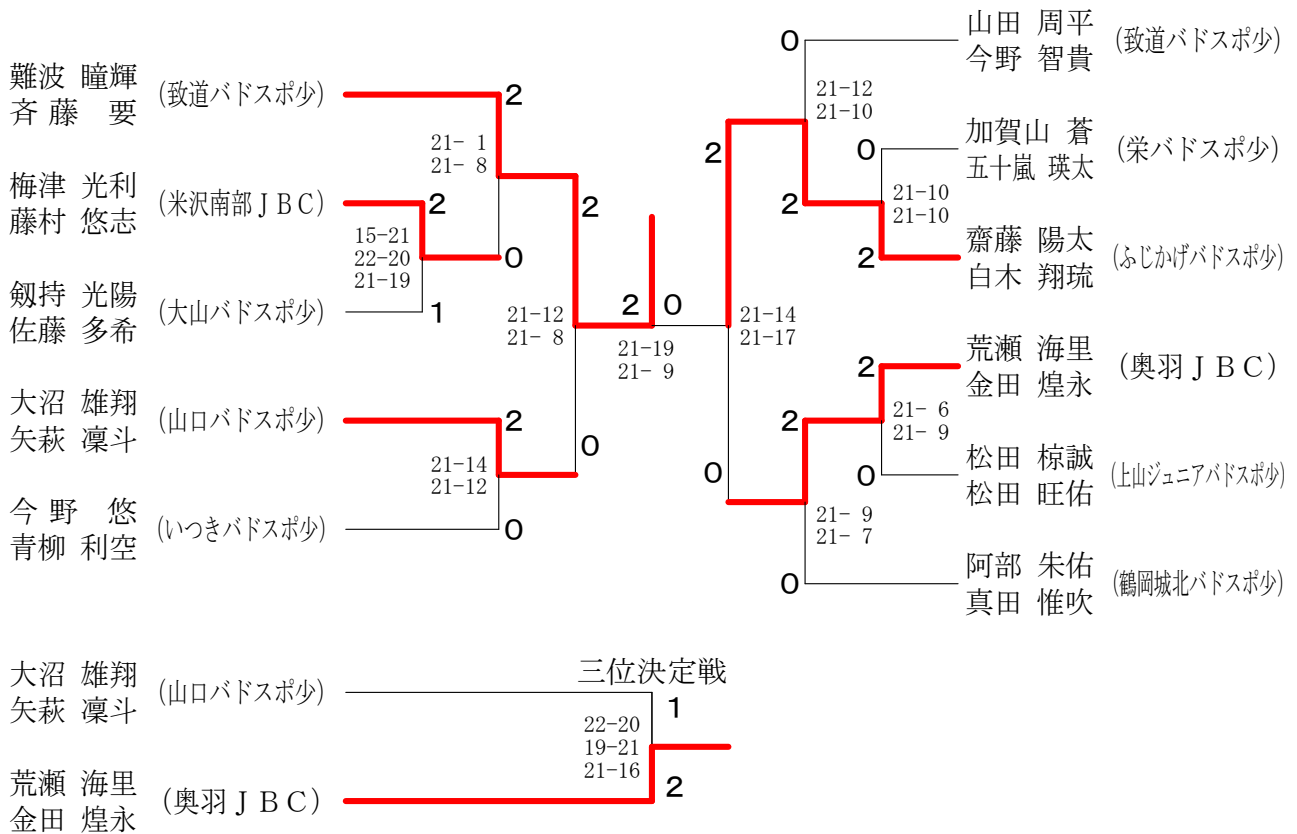 難波 瞳輝
斉藤 要
(致道バドスポ少)
2
21- 1
21- 8
梅津 光利
藤村 悠志
(米沢南部ＪＢＣ)
2
15-21
22-20
21-19
0
剱持 光陽
佐藤 多希
(大山バドスポ少)
1
2
21-12
21- 8
大沼 雄翔
矢萩 凜斗
(山口バドスポ少)
2
21-14
21-12
0
今野 悠
青柳 利空
(いつきバドスポ少)
0
2
0
21-19
21- 9
0
山田 周平
今野 智貴
(致道バドスポ少)
21-12
21-10
0
加賀山 蒼
五十嵐 瑛太
(栄バドスポ少)
2
2
21-10
21-10
2
齋藤 陽太
白木 翔琉
(ふじかげバドスポ少)
21-14
21-17
2
荒瀬 海里
金田 煌永
(奥羽ＪＢＣ)
2
21- 6
21- 9
0
0
松田 椋誠
松田 旺佑
(上山ジュニアバドスポ少)
21- 9
21- 7
0
阿部 朱佑
真田 惟吹
(鶴岡城北バドスポ少)
三位決定戦
大沼 雄翔
矢萩 凜斗
(山口バドスポ少)
1
22-20
19-21
21-16
荒瀬 海里
金田 煌永
(奥羽ＪＢＣ)
2